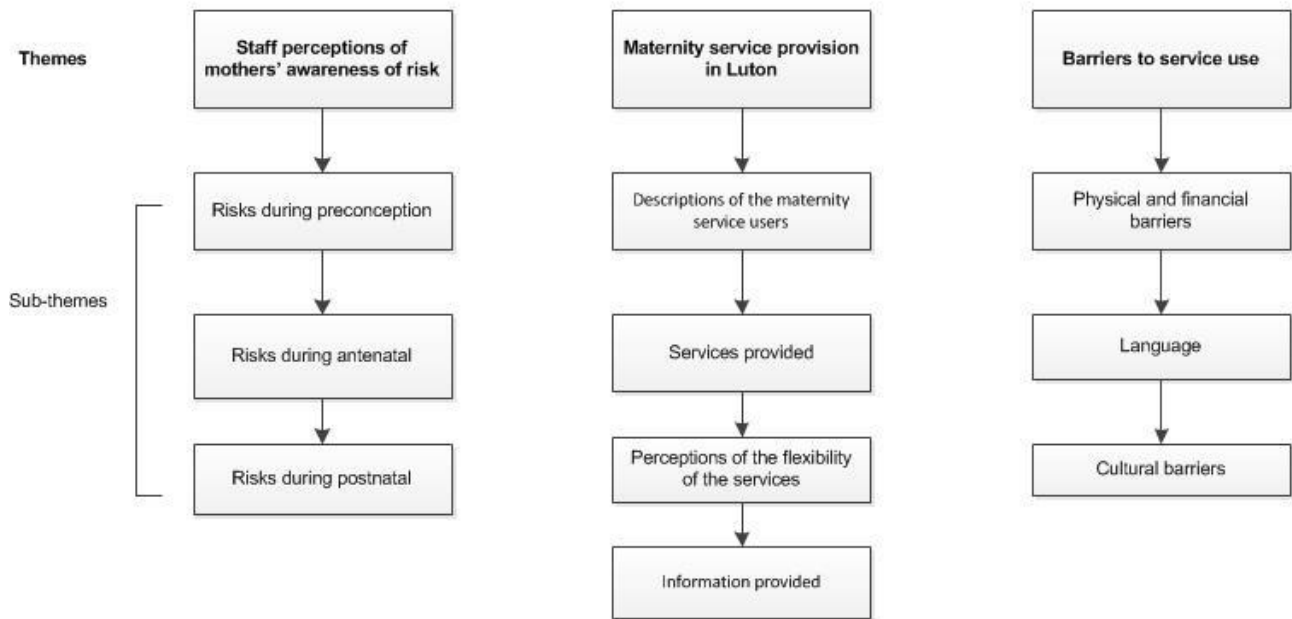 Themes
Staff perceptions of
mothers’ awareness of risk
Maternity service provision
in Luton
Barriers to service use
Sub-themes
Risks during preconception
Risks during antenatal
Risks during postnatal
Descriptions of the maternity
service users
Services provided
Perceptions of the flexibility
of the services
Information provided
Physical and financial
barriers
Language
Cultural barriers